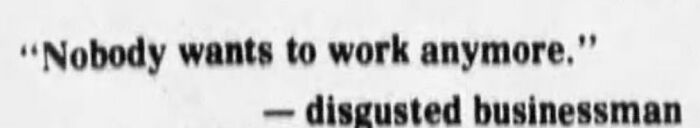 “Nobody wants to work anymore.”
— disgusted businessman